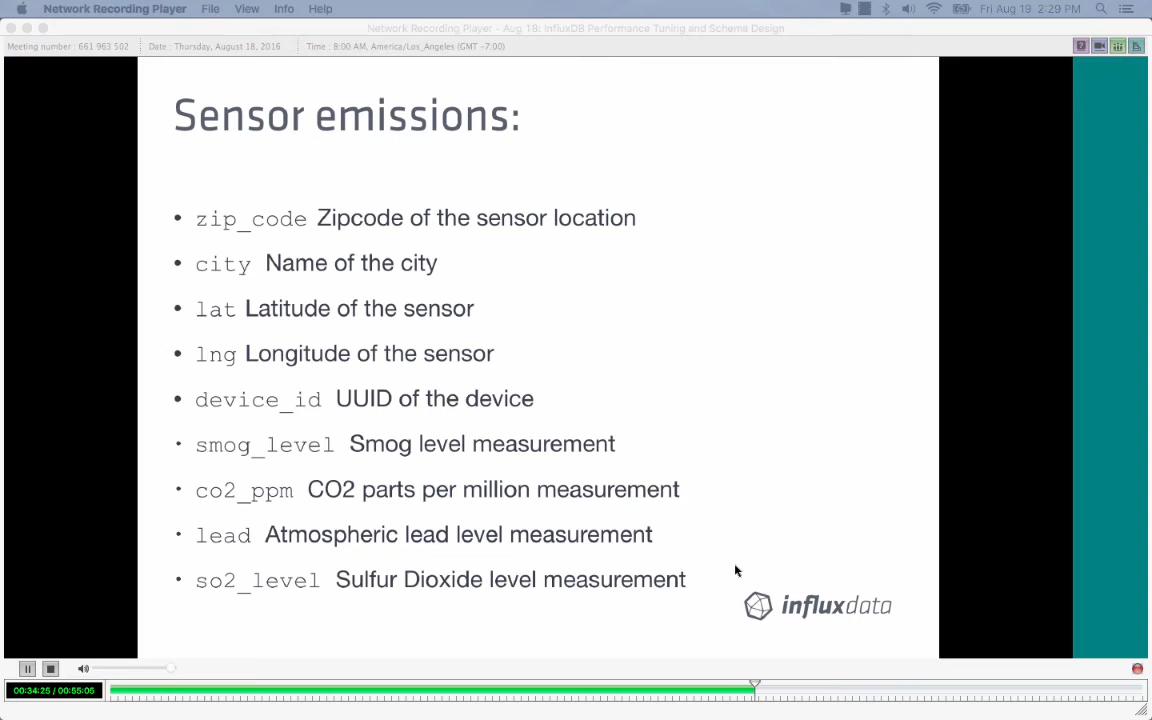 Network Recording Player File View Info Help Fri Aug 19 2:29 PM
Network Recording Player - Aug 18: InfluxDB Performance Tuning and Schema Design
Meeting number : 661 963 502 Date : Thursday, August 18, 2016 Time : 8:00 AM, America/Los_Angeles (GMT -7:00)
Sensor emissions:
• zip_code Zipcode of the sensor location
• city Name of the city
• lat Latitude of the sensor
• lng Longitude of the sensor
• device_id UUID of the device
• smog_level Smog level measurement
• co2_ppm CO2 parts per million measurement
• lead Atmospheric lead level measurement
• so2_level Sulfur Dioxide level measurement
influxdata
00:34:25 / 00:55:05